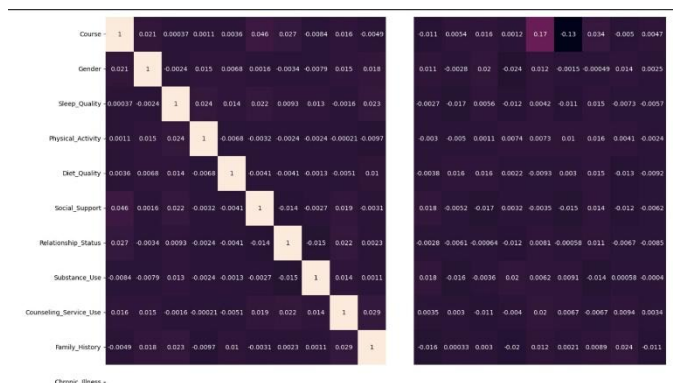 Course 1 0.021 0.00037 0.0011 0.0036 0.046 0.027 -0.0084 0.016 -0.0049 -0.011 0.0054 0.016 0.0012 0.17 -0.13 0.034 -0.005 0.0047
Gender 0.021 1 -0.0024 0.015 0.0068 0.0016 -0.0034 -0.0079 0.015 0.018 0.011 -0.0028 0.02 -0.024 0.012 -0.0015 -0.00049 0.014 0.0025
Sleep_Quality 0.00037 -0.0024 1 0.024 0.014 0.022 0.0093 0.013 -0.0016 0.023 -0.0027 -0.017 0.0056 -0.012 0.0042 -0.011 0.015 -0.0073 -0.0057
Physical_Activity 0.0011 0.015 0.024 1 -0.0068 -0.0032 -0.0024 -0.0024 -0.00021 -0.0097 -0.003 -0.005 0.0011 0.0074 0.0073 0.01 0.016 0.0041 -0.0024
Diet_Quality 0.0036 0.0068 0.014 -0.0068 1 -0.0041 -0.0041 -0.0013 -0.0051 0.01 -0.0038 0.016 0.016 0.0022 -0.0093 0.003 0.015 -0.013 -0.0092
Social_Support 0.046 0.0016 0.022 -0.0032 -0.0041 1 -0.014 -0.0027 0.019 -0.0031 0.018 -0.0052 -0.017 0.0032 -0.0035 -0.015 0.014 -0.012 -0.0062
Relationship_Status 0.027 -0.0034 0.0093 -0.0024 -0.0041 -0.014 1 -0.015 0.022 0.0023 -0.0028 -0.0061 -0.00064 -0.012 0.0081 -0.00058 0.011 -0.0067 -0.0085
Substance_Use -0.0084 -0.0079 0.013 -0.0024 -0.0013 -0.0027 -0.015 1 0.014 0.0011 0.018 -0.016 -0.0036 0.02 0.0062 0.0091 -0.014 0.00058 -0.0004
Counseling_Service_Use 0.016 0.015 -0.0016 -0.00021 -0.0051 0.019 0.022 0.014 1 0.029 0.0035 0.003 -0.011 -0.004 0.02 0.0067 -0.0067 0.0094 0.0034
Family_History -0.0049 0.018 0.023 -0.0097 0.01 -0.0031 0.0023 0.0011 0.029 1 -0.016 0.00033 0.003 -0.02 0.012 0.0021 0.0089 0.024 -0.011
Chronic_Illness